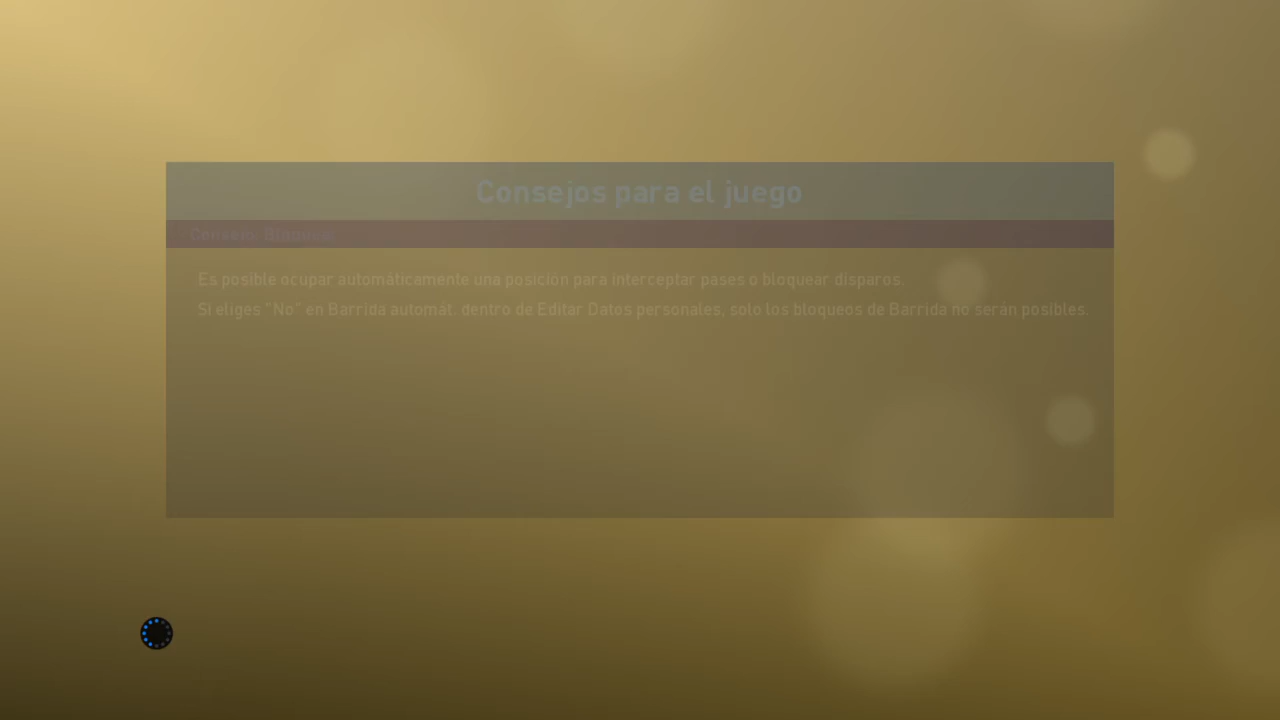 Consejos para el juego
Consejo: Bloquear
Es posible ocupar automáticamente una posición para interceptar pases o bloquear disparos.
Si eliges "No" en Barrida automát. dentro de Editar Datos personales, solo los bloqueos de Barrida no serán posibles.